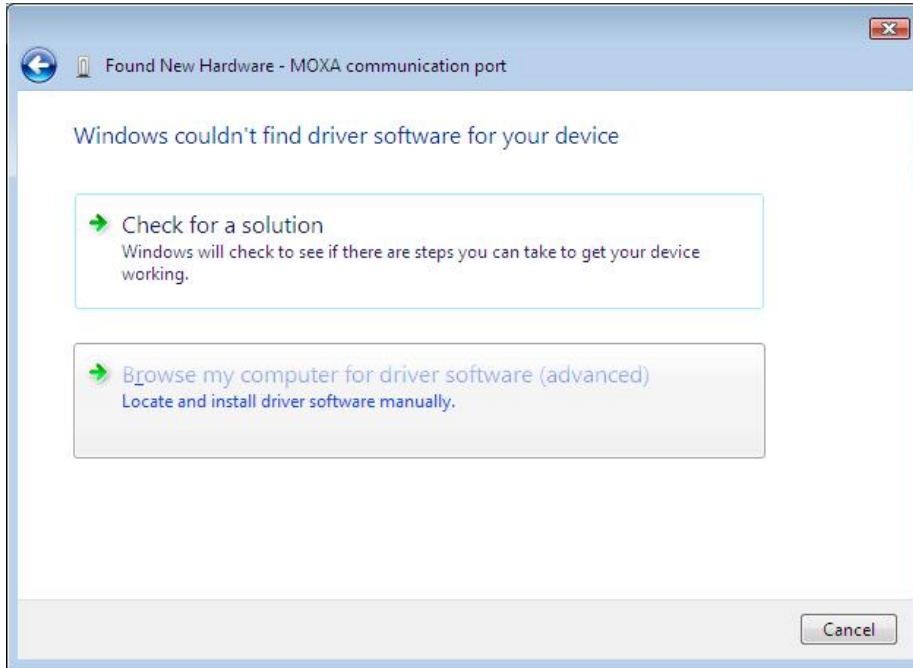 Found New Hardware - MOXA communication port
Windows couldn't find driver software for your device
Check for a solution
Windows will check to see if there are steps you can take to get your device
working.
Browse my computer for driver software (advanced)
Locate and install driver software manually.
Cancel